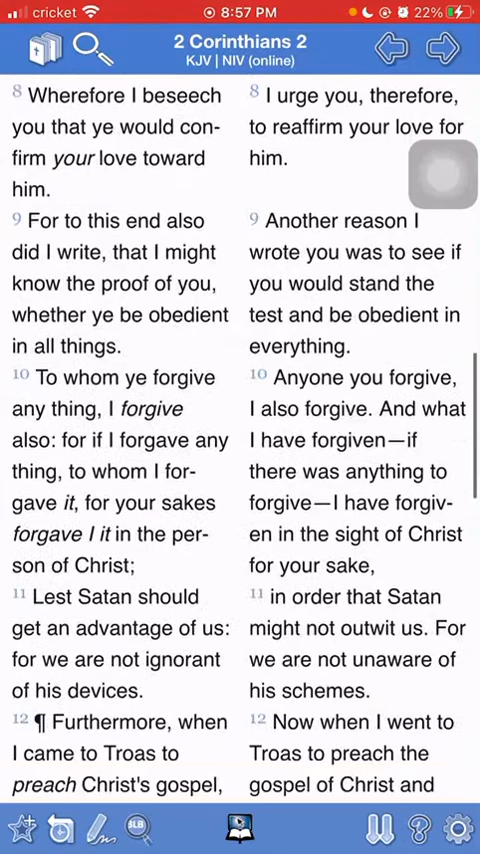 cricket 8:57 PM 22%
2 Corinthians 2
KJV | NIV (online)
8 Wherefore I beseech
you that ye would con-
firm your love toward
him.
9 For to this end also
did I write, that I might
know the proof of you,
whether ye be obedient
in all things.
10 To whom ye forgive
any thing, I forgive
also: for if I forgave any
thing, to whom I for-
gave it, for your sakes
forgave I it in the per-
son of Christ;
11 Lest Satan should
get an advantage of us:
for we are not ignorant
of his devices.
12 ¶ Furthermore, when
I came to Troas to
preach Christ's gospel,
8 I urge you, therefore,
to reaffirm your love for
him.
9 Another reason I
wrote you was to see if
you would stand the
test and be obedient in
everything.
10 Anyone you forgive,
I also forgive. And what
I have forgiven—if
there was anything to
forgive—I have forgiv-
en in the sight of Christ
for your sake,
11 in order that Satan
might not outwit us. For
we are not unaware of
his schemes.
12 Now when I went to
Troas to preach the
gospel of Christ and
BLB